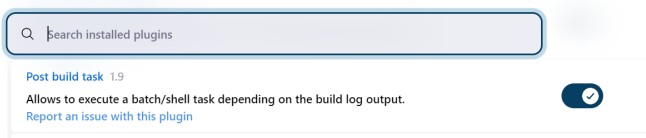 Search installed plugins
Post build task 1.9
Allows to execute a batch/shell task depending on the build log output.
Report an issue with this plugin